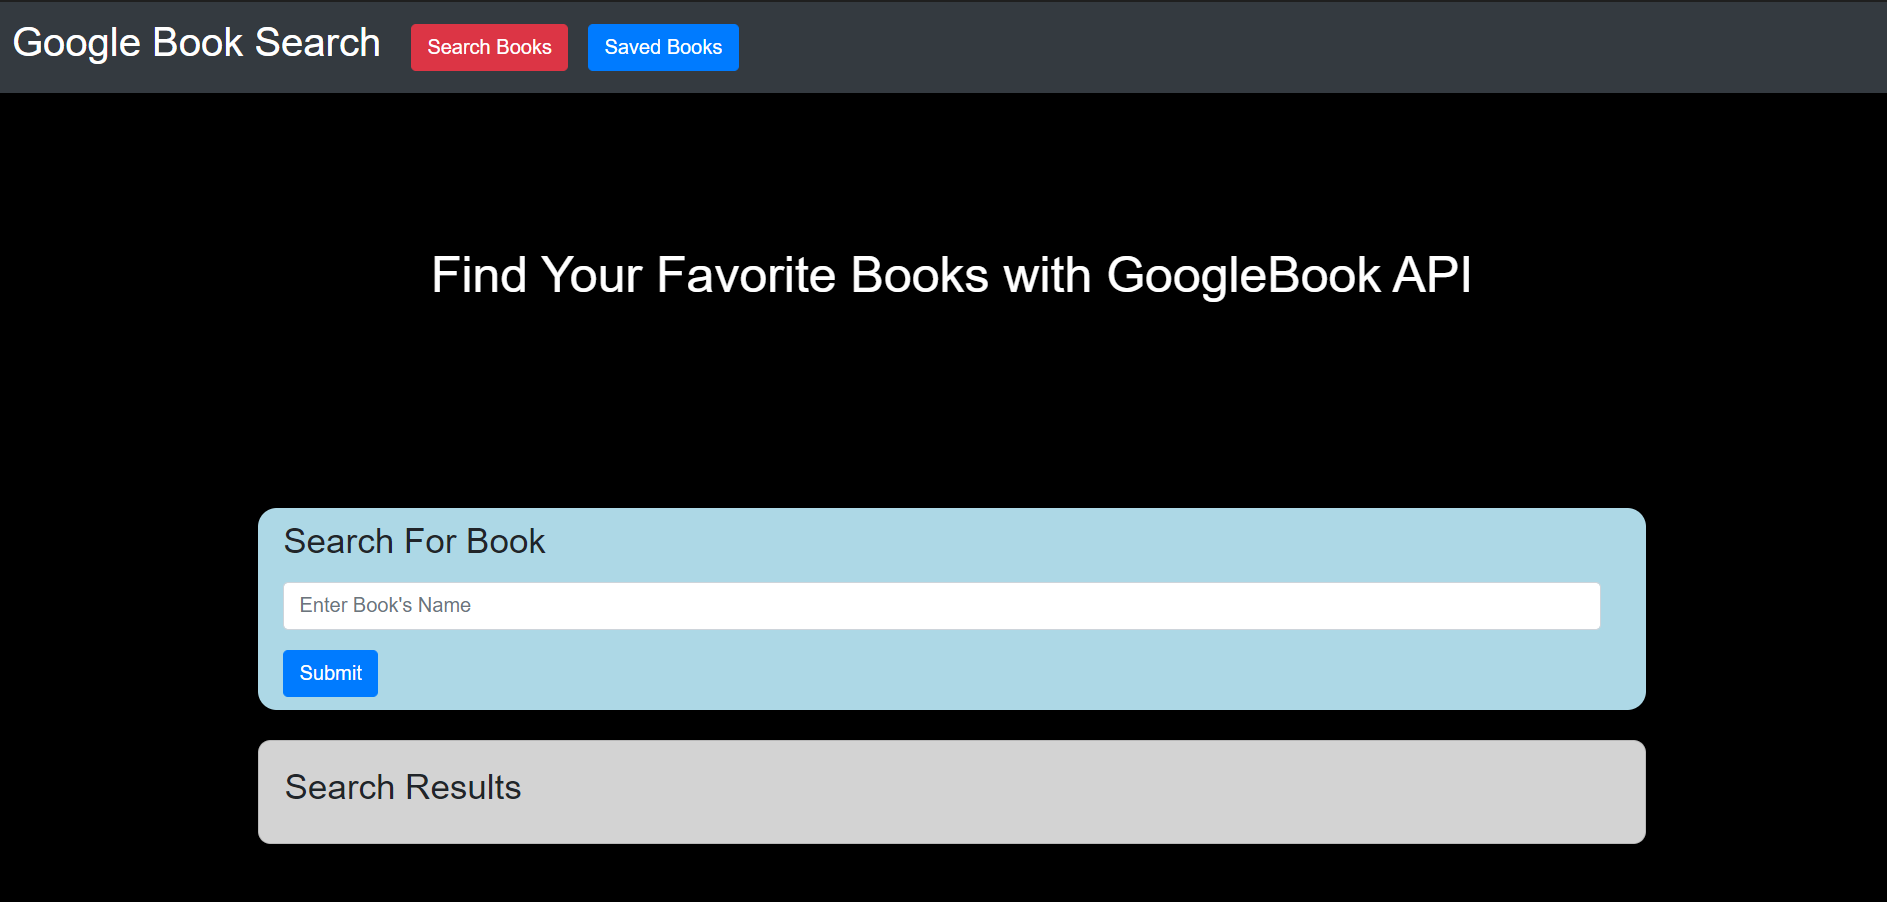 Google Book Search Search Books Saved Books
Find Your Favorite Books with GoogleBook API
Search For Book
Enter Book's Name
Submit
Search Results